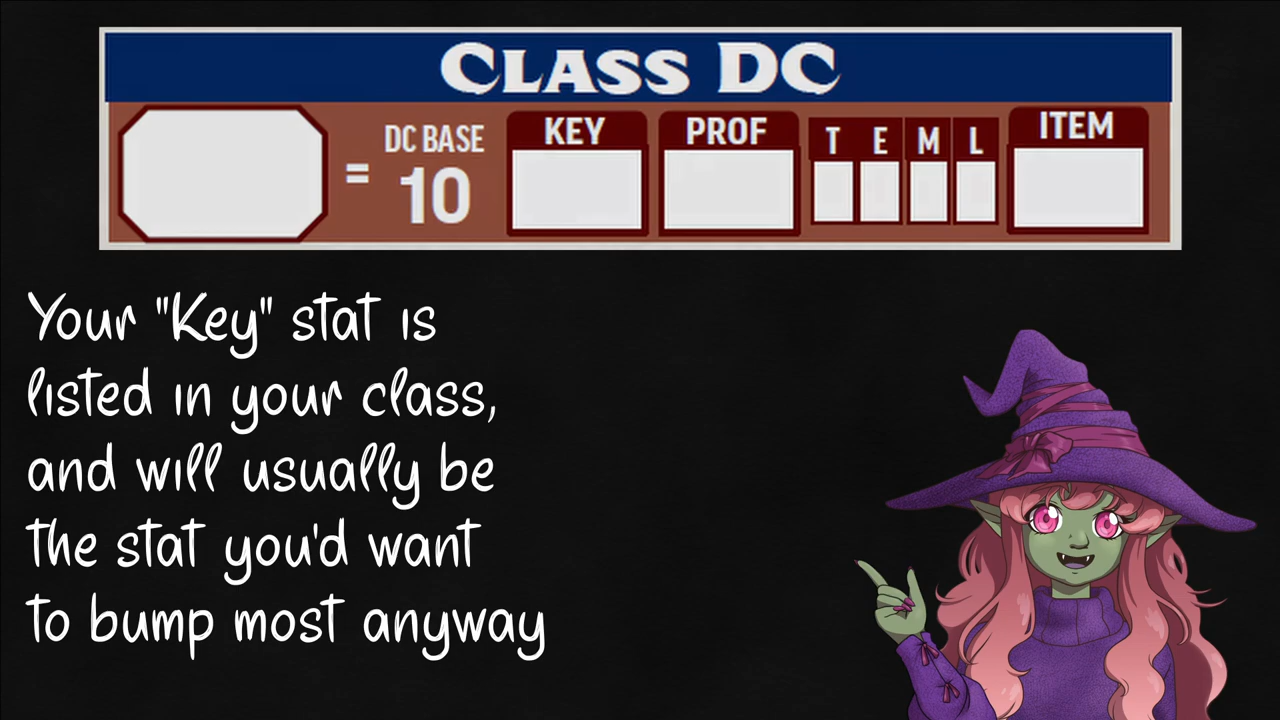 CLASS DC
= DC BASE 10 KEY PROF T E M L ITEM
Your "Key" stat is
listed in your class,
and will usually be
the stat you'd want
to bump most anyway